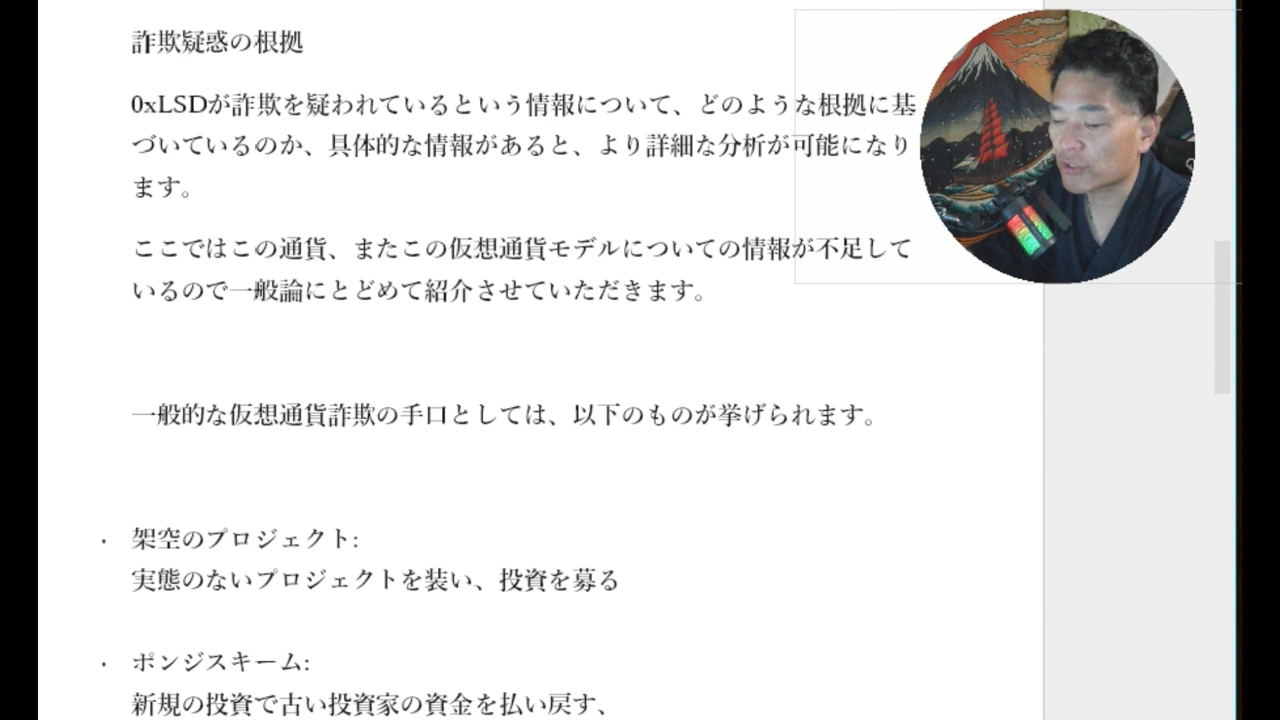 詐欺疑惑の根拠
0xLSDが詐欺を疑われているという情報について、どのような根拠に基
づいているのか、具体的な情報があると、より詳細な分析が可能になり
ます。
ここではこの通貨、またこの仮想通貨モデルについての情報が不足して
いるので一般論にとどめて紹介させていただきます。
一般的な仮想通貨詐欺の手口としては、以下のものが挙げられます。
· 架空のプロジェクト:
実態のないプロジェクトを装い、投資を募る
· ポンジスキーム:
新規の投資で古い投資家の資金を払い戻す、